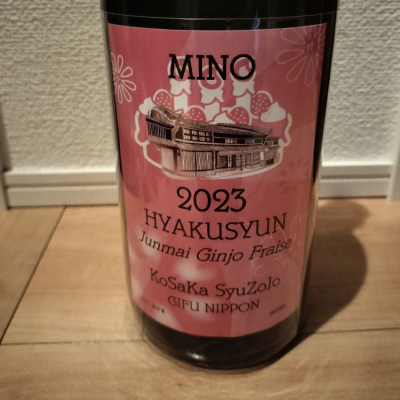 MINO
2023
HYAKUSYUN
Junmai Ginjo Fraise
KoSaKa SyuZoJo
GIFU NIPPON